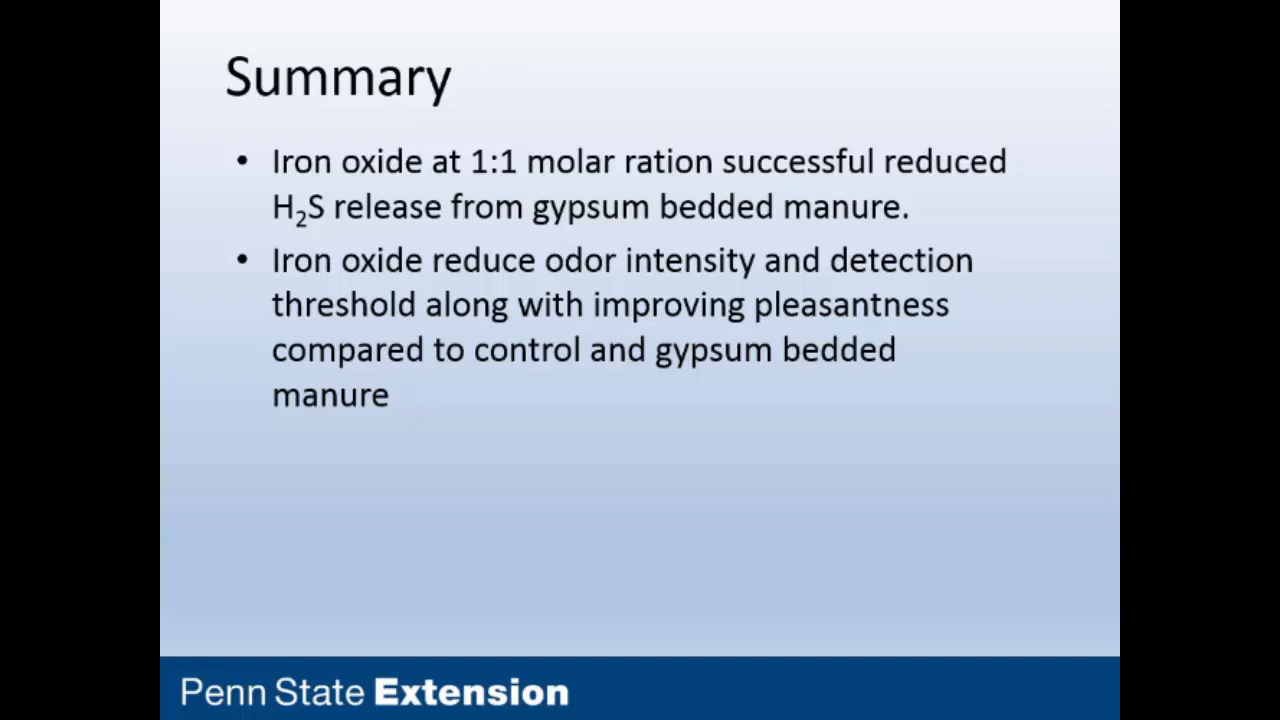 Summary
• Iron oxide at 1:1 molar ration successful reduced
H₂S release from gypsum bedded manure.
• Iron oxide reduce odor intensity and detection
threshold along with improving pleasantness
compared to control and gypsum bedded
manure
Penn State Extension